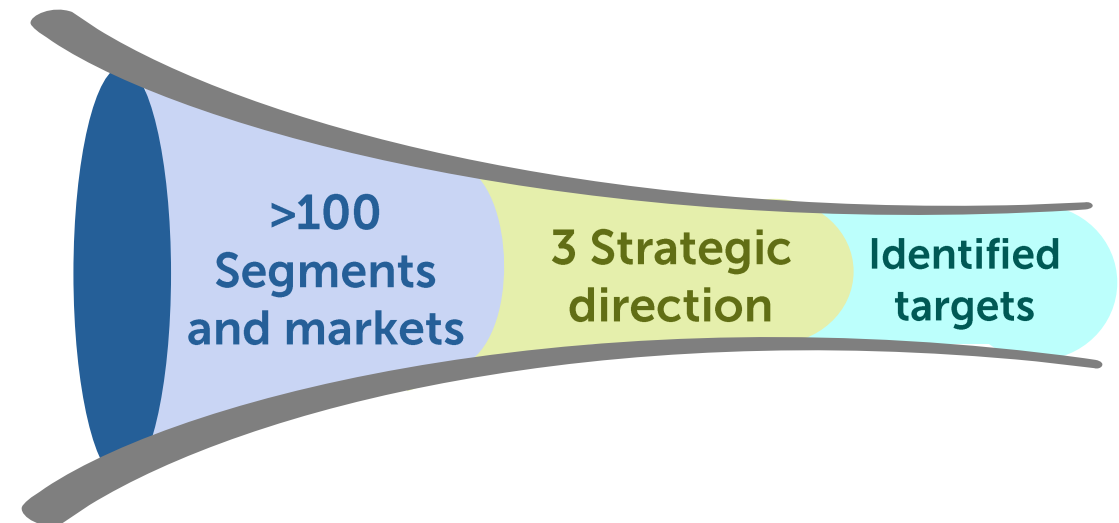 >100
Segments
and markets
3 Strategic
direction
Identified
targets